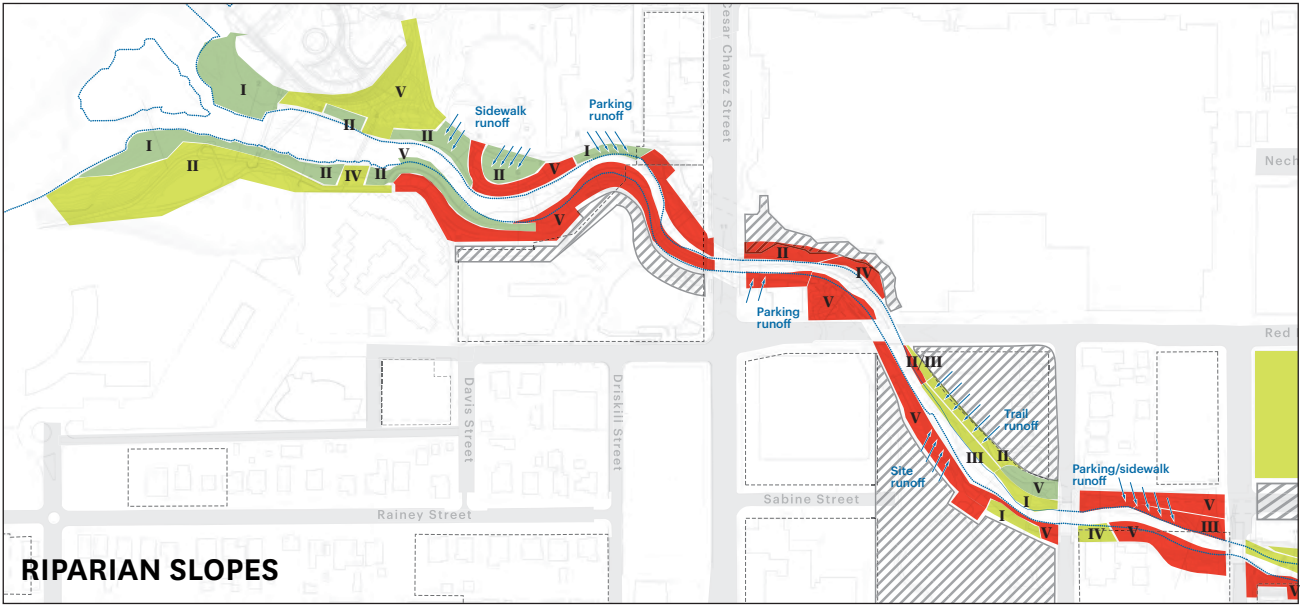 Cesar Chavez Street
I
V
II
Sidewalk
runoff
Parking
runoff
II
I
I
V
II
V
II
II
IV
II
V
Nech
II
IV
V
Parking
runoff
Red
II/III
Davis Street
Driskill Street
V
Trail
runoff
III
II
Site
runoff
Parking/sidewalk
runoff
V
Sabine Street
I
V
I
III
Rainey Street
V
IV
V
RIPARIAN SLOPES
V